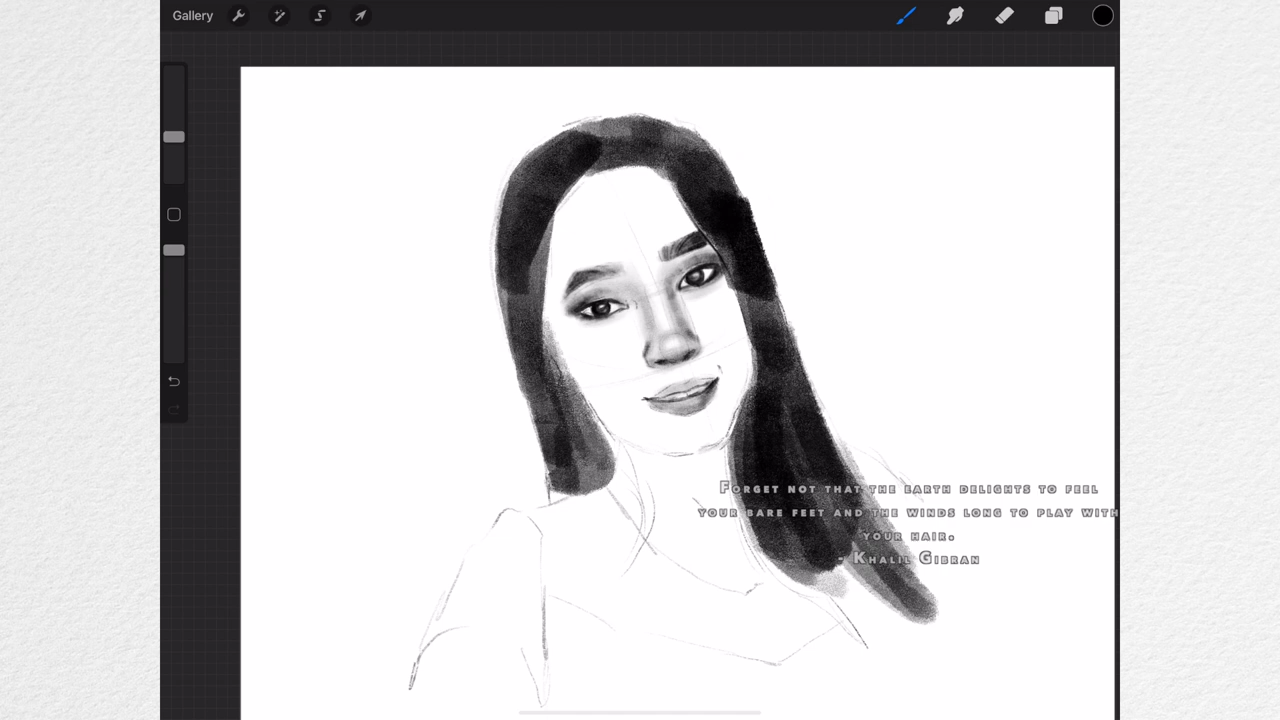 Gallery
Forget not that the earth delights to feel
your bare feet and the winds long to play with
your hair.
- Khalil Gibran